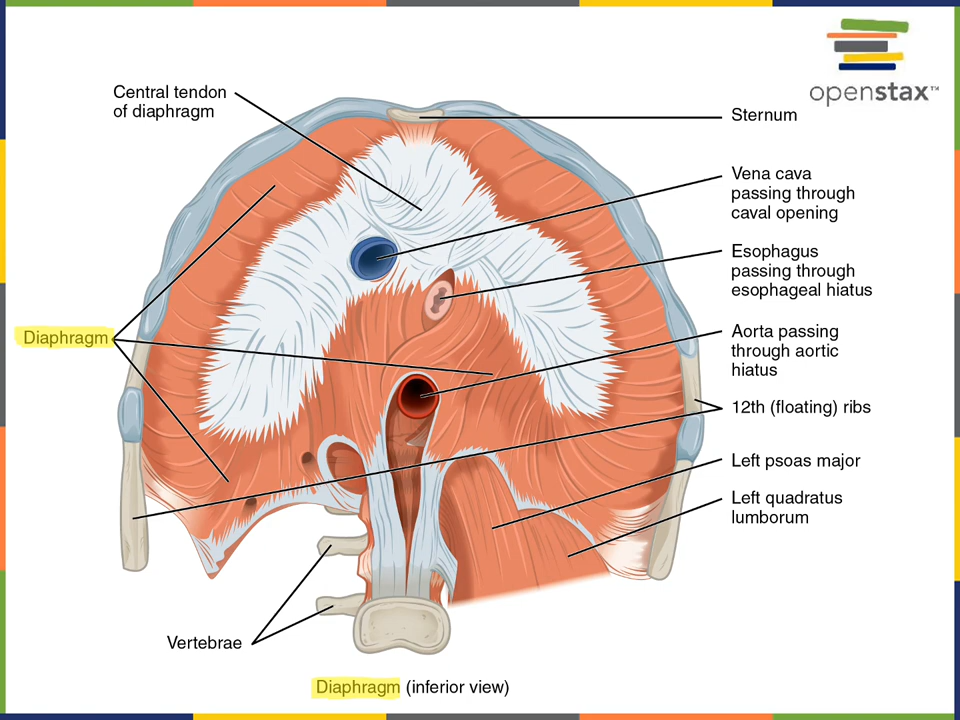 openstax™
Central tendon
of diaphragm
Sternum
Vena cava
passing through
caval opening
Esophagus
passing through
esophageal hiatus
Diaphragm
Aorta passing
through aortic
hiatus
12th (floating) ribs
Left psoas major
Left quadratus
lumborum
Vertebrae
Diaphragm (inferior view)